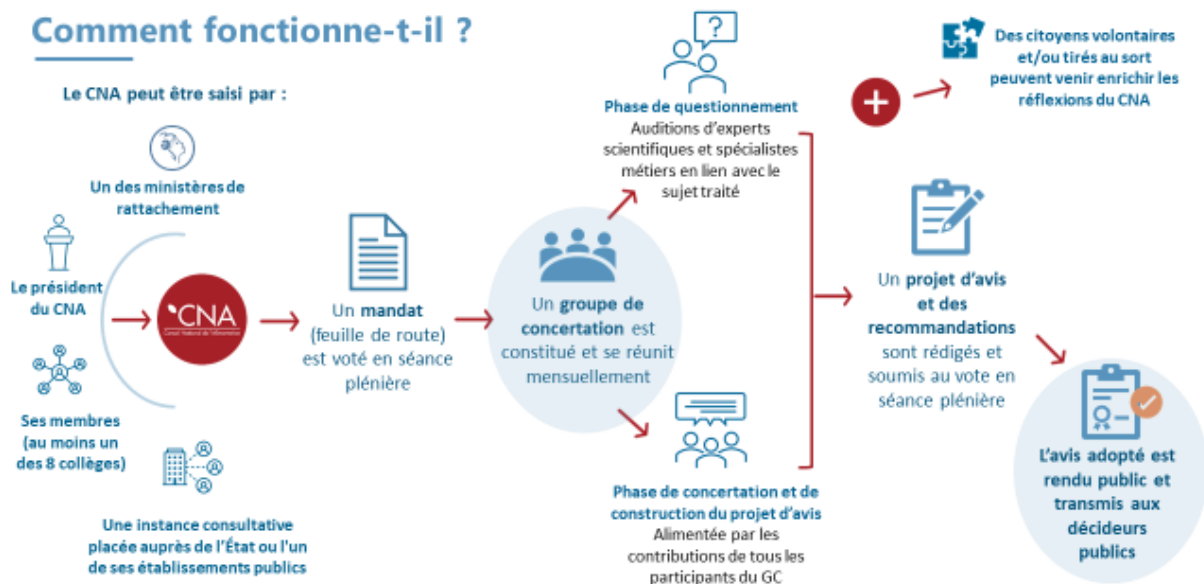 Comment fonctionne-t-il ?
Le CNA peut être saisi par :
Un des ministères de
rattachement
Le président
du CNA
Ses membres
(au moins un
des 8 collèges)
Une instance consultative
placée auprès de l'État ou l'un
de ses établissements publics
CNA
Conseil National de l'Alimentation
Un mandat
(feuille de route)
est voté en séance
plénière
Un groupe de
concertation est
constitué et se réunit
mensuellement
?
Phase de questionnement
Auditions d'experts
scientifiques et spécialistes
métiers en lien avec le
sujet traité
Phase de concertation et de
construction du projet d'avis
Alimentée par les
contributions de tous les
participants du GC
+
Des citoyens volontaires
et/ou tirés au sort
peuvent venir enrichir les
réflexions du CNA
Un projet d'avis
et des
recommandations
sont rédigés et
soumis au vote en
séance plénière
L'avis adopté est
rendu public et
transmis aux
décideurs
publics